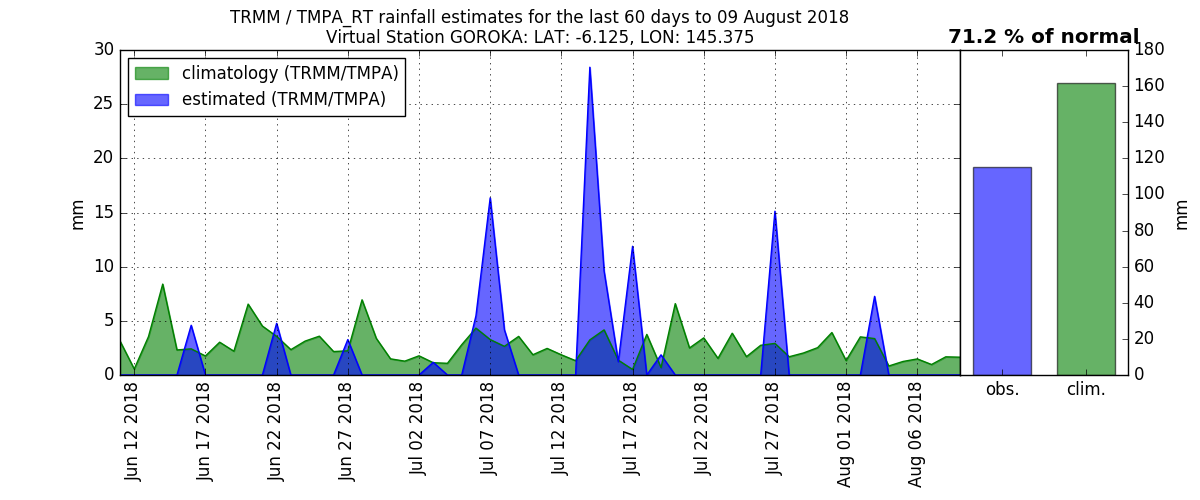 TRMM / TMPA_RT rainfall estimates for the last 60 days to 09 August 2018
Virtual Station GOROKA: LAT: -6.125, LON: 145.375
71.2 % of normal
climatology (TRMM/TMPA)
estimated (TRMM/TMPA)
30
25
20
15
10
5
0
mm
Jun 12 2018
Jun 17 2018
Jun 22 2018
Jun 27 2018
Jul 02 2018
Jul 07 2018
Jul 12 2018
Jul 17 2018
Jul 22 2018
Jul 27 2018
Aug 01 2018
Aug 06 2018
180
160
140
120
100
80
60
40
20
0
mm
obs.
clim.